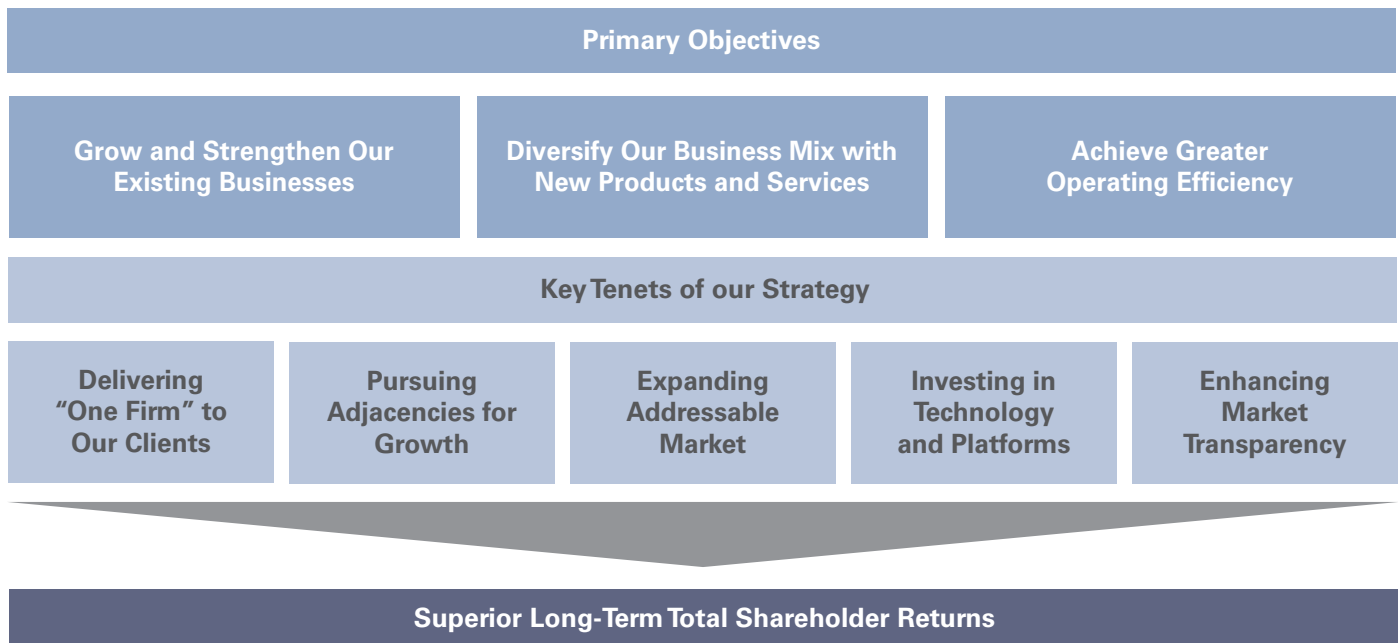 Primary Objectives
Grow and Strengthen Our
Existing Businesses
Diversify Our Business Mix with
New Products and Services
Achieve Greater
Operating Efficiency
Key Tenets of our Strategy
Delivering
“One Firm” to
Our Clients
Pursuing
Adjacencies for
Growth
Expanding
Addressable
Market
Investing in
Technology
and Platforms
Enhancing
Market
Transparency
Superior Long-Term Total Shareholder Returns